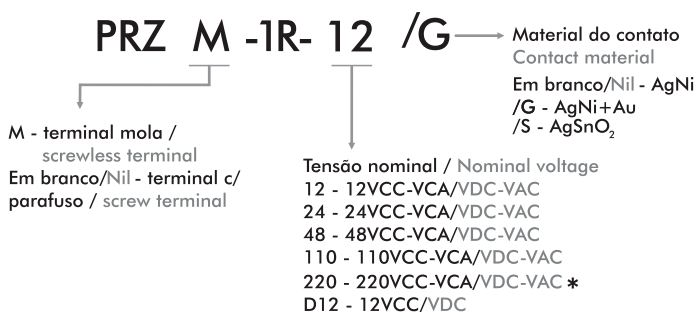 PRZ M -1R- 12 /G
Material do contato
Contact material
Em branco/Nil - AgNi
/G - AgNi+Au
/S - AgSnO2
M - terminal mola /
screwless terminal
Em branco/Nil - terminal c/
parafuso / screw terminal
Tensão nominal / Nominal voltage
12 - 12VCC-VCA/VDC-VAC
24 - 24VCC-VCA/VDC-VAC
48 - 48VCC-VCA/VDC-VAC
110 - 110VCC-VCA/VDC-VAC
220 - 220VCC-VCA/VDC-VAC *
D12 - 12VCC/VDC